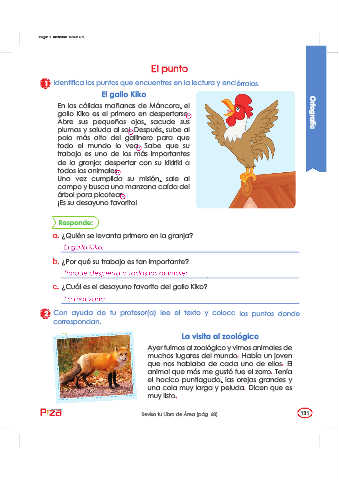 El punto
1 Identifica los puntos que encuentres en la lectura y enciérralos.
El gallo Kiko
En las cálidas mañanas de Máncora, el
gallo Kiko es el primero en despertarse.
Abre sus pequeños ojos, sacude sus
plumas y saluda al sol. Después, sube al
palo más alto del gallinero para que
todo el mundo lo vea. Sabe que su
trabajo es uno de los más importantes
de la granja: despertar con su kikirikí a
todos los animales.
Una vez cumplida su misión, sale al
campo y busca una manzana caída del
árbol para picotear.
¡Es su desayuno favorito!
Ortografía
Responde:
a. ¿Quién se levanta primero en la granja?
El gallo Kiko.
b. ¿Por qué su trabajo es tan importante?
Porque despierta a todos los animales.
c. ¿Cuál es el desayuno favorito del gallo Kiko?
2 Con ayuda de tu profesor(a) lee el texto y coloca los puntos donde
correspondan.
La visita al zoológico
Ayer fuimos al zoológico y vimos animales de
muchos lugares del mundo. Había un joven
que nos hablaba de cada uno de ellos. El
animal que más me gustó fue el zorro. Tenía
el hocico puntiagudo, las orejas grandes y
una cola muy larga y peluda. Dicen que es
muy listo.
Revisa tu Libro de Área (pág. 68)
131